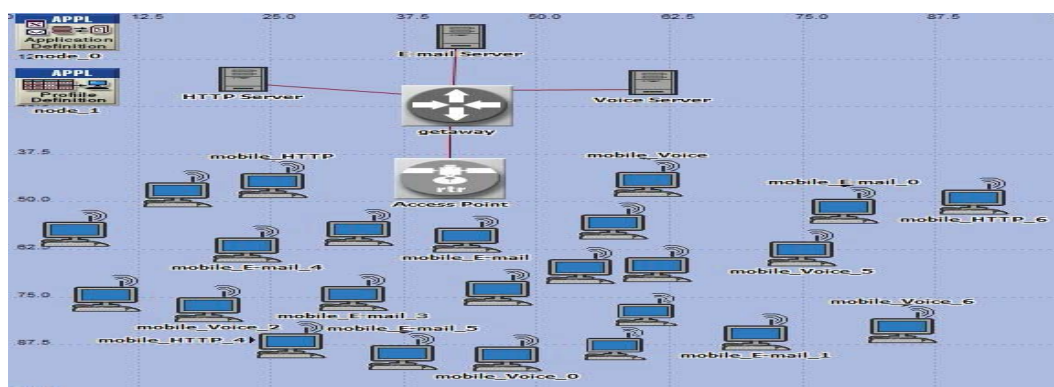 12.5 25.0 37.5 50.0 62.5 75.0 87.5
APPL
Application
Definition
node_0
E-mail Server
APPL
Profile
Definition
node_1
HTTP Server
Voice Server
getaway
37.5
mobile_HTTP
mobile_Voice
rtr
mobile_E-mail_0
50.0
Access Point
mobile_HTTP_6
62.5
mobile_E-mail
mobile_E-mail_4
mobile_Voice_5
75.0
mobile_Voice_6
mobile_E-mail_3
mobile_Voice_2
mobile_E-mail_5
mobile_HTTP_4
87.5
mobile_E-mail_1
mobile_Voice_0